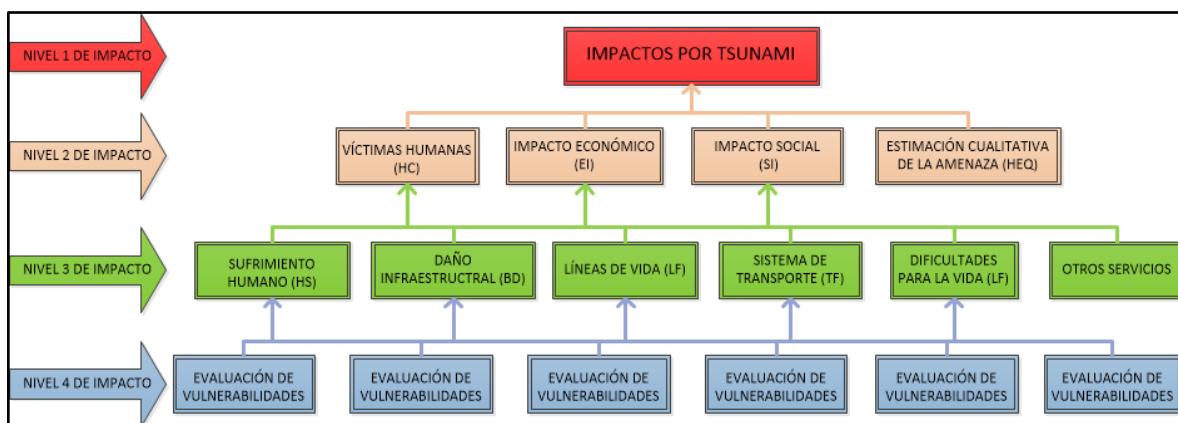 NIVEL 1 DE IMPACTO
IMPACTOS POR TSUNAMI
NIVEL 2 DE IMPACTO
VÍCTIMAS HUMANAS
(HC)
IMPACTO ECONÓMICO
(EI)
IMPACTO SOCIAL
(SI)
ESTIMACIÓN CUALITATIVA
DE LA AMENAZA (HEQ)
NIVEL 3 DE IMPACTO
SUFRIMIENTO
HUMANO (HS)
DAÑO
INFRAESTRUCTRAL (BD)
LÍNEAS DE VIDA (LF)
SISTEMA DE
TRANSPORTE (TF)
DIFICULTADES
PARA LA VIDA (LF)
OTROS SERVICIOS
NIVEL 4 DE IMPACTO
EVALUACIÓN DE
VULNERABILIDADES
EVALUACIÓN DE
VULNERABILIDADES
EVALUACIÓN DE
VULNERABILIDADES
EVALUACIÓN DE
VULNERABILIDADES
EVALUACIÓN DE
VULNERABILIDADES
EVALUACIÓN DE
VULNERABILIDADES